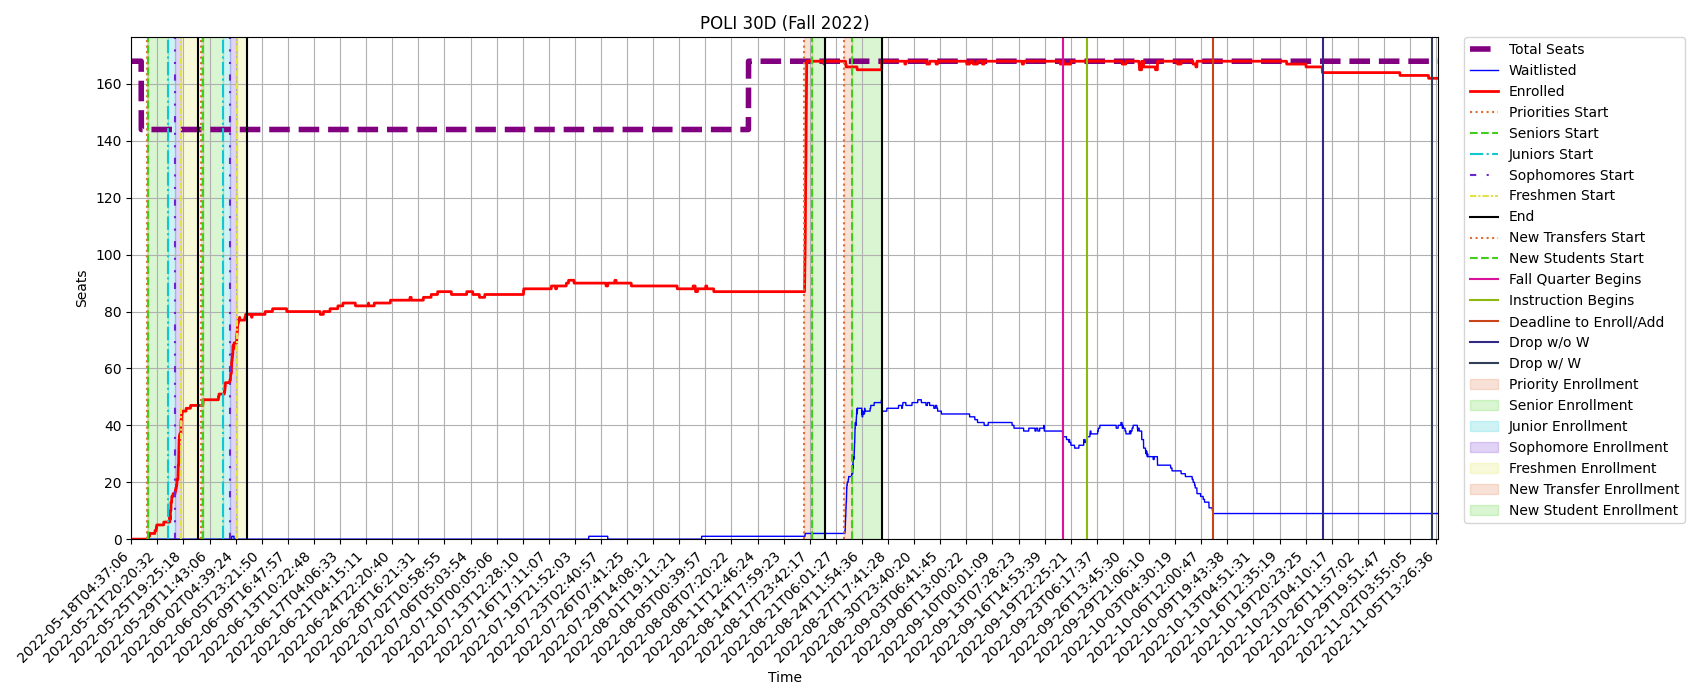 POLI 30D (Fall 2022)
Seats
160
140
120
100
80
60
40
20
0
2022-05-18T04:37:06
2022-05-21T20:20:32
2022-05-25T19:25:18
2022-05-29T11:43:06
2022-06-02T04:39:24
2022-06-05T23:21:50
2022-06-09T16:47:57
2022-06-13T10:22:48
2022-06-17T04:06:33
2022-06-21T04:15:11
2022-06-24T22:20:40
2022-06-28T16:21:31
2022-07-02T10:58:55
2022-07-06T05:03:54
2022-07-10T00:05:06
2022-07-13T12:28:10
2022-07-16T17:11:07
2022-07-19T21:52:03
2022-07-23T02:40:57
2022-07-26T07:41:25
2022-07-29T14:08:12
2022-08-01T19:11:21
2022-08-05T00:39:57
2022-08-08T07:20:22
2022-08-11T12:46:24
2022-08-14T17:59:23
2022-08-17T23:42:17
2022-08-21T06:01:27
2022-08-24T11:54:36
2022-08-27T17:41:28
2022-08-30T23:40:20
2022-09-03T06:41:45
2022-09-06T13:00:22
2022-09-10T00:01:09
2022-09-13T07:28:23
2022-09-16T14:53:39
2022-09-19T22:25:21
2022-09-23T06:17:37
2022-09-26T13:45:30
2022-09-29T21:06:10
2022-10-03T04:30:19
2022-10-06T12:00:47
2022-10-09T19:43:38
2022-10-13T04:51:31
2022-10-16T12:35:19
2022-10-19T20:23:25
2022-10-23T04:10:17
2022-10-26T11:57:02
2022-10-29T19:51:47
2022-11-02T03:55:05
2022-11-05T13:26:36
Time
Total Seats
Waitlisted
Enrolled
Priorities Start
Seniors Start
Juniors Start
Sophomores Start
Freshmen Start
End
New Transfers Start
New Students Start
Fall Quarter Begins
Instruction Begins
Deadline to Enroll/Add
Drop w/o W
Drop w/ W
Priority Enrollment
Senior Enrollment
Junior Enrollment
Sophomore Enrollment
Freshmen Enrollment
New Transfer Enrollment
New Student Enrollment